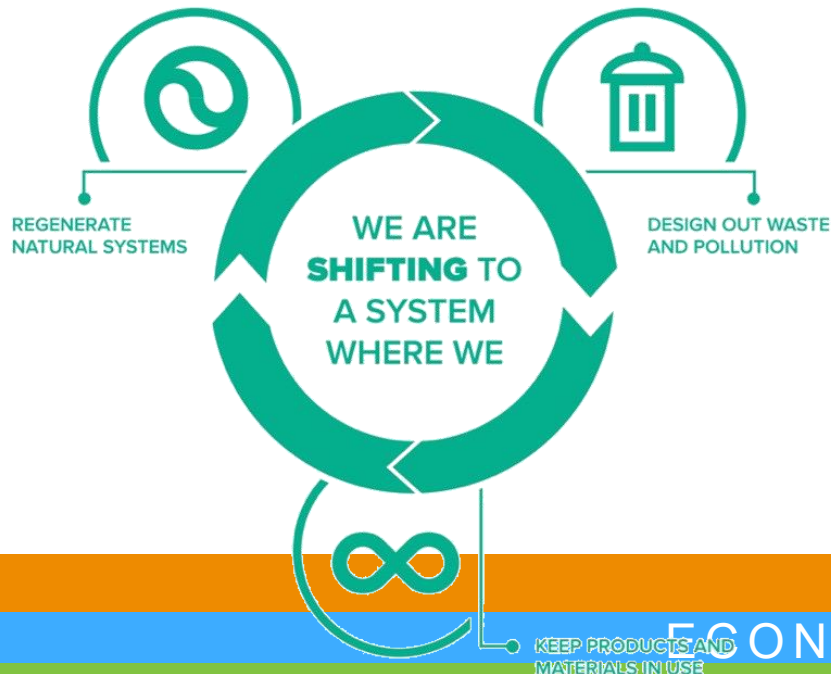 REGENERATE
NATURAL SYSTEMS
WE ARE
SHIFTING TO
A SYSTEM
WHERE WE
DESIGN OUT WASTE
AND POLLUTION
KEEP PRODUCTS AND
MATERIALS IN USE
ECON